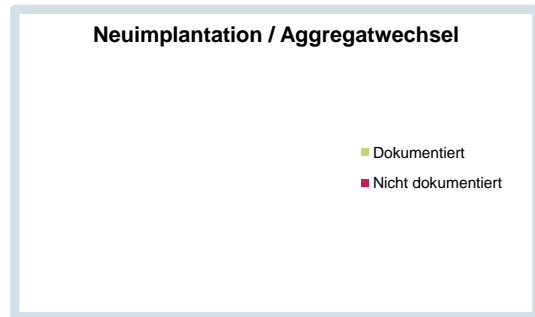 Neuimplantation / Aggregatwechsel
Dokumentiert
Nicht dokumentiert